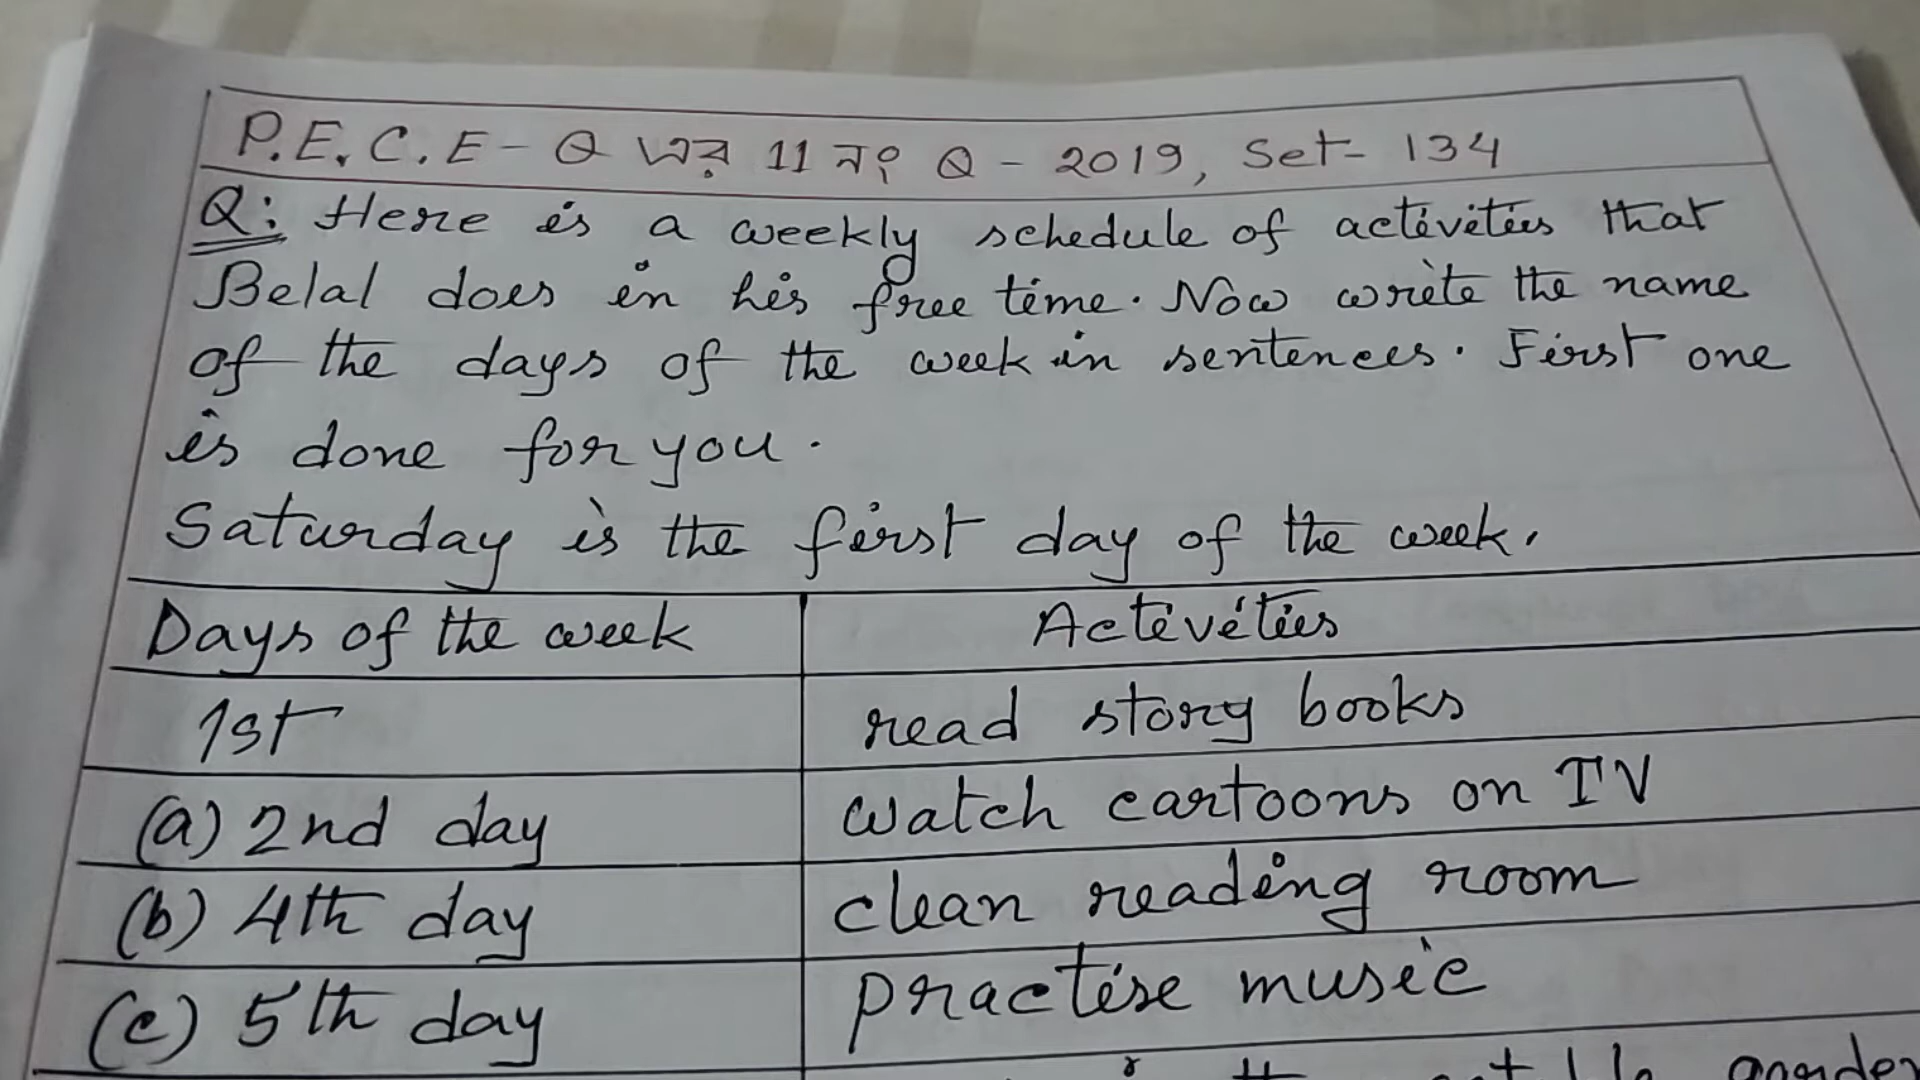 P.E.C.E - Q এর 11 নং Q - 2019, Set - 134
Q: Here is a weekly schedule of activities that
Belal does in his free time. Now write the name
of the days of the week in sentences. First one
is done for you.
Saturday is the first day of the week.
Days of the week Activities
1st read story books
(a) 2nd day watch cartoons on TV
(b) 4th day clean reading room
(c) 5th day practise music
garden